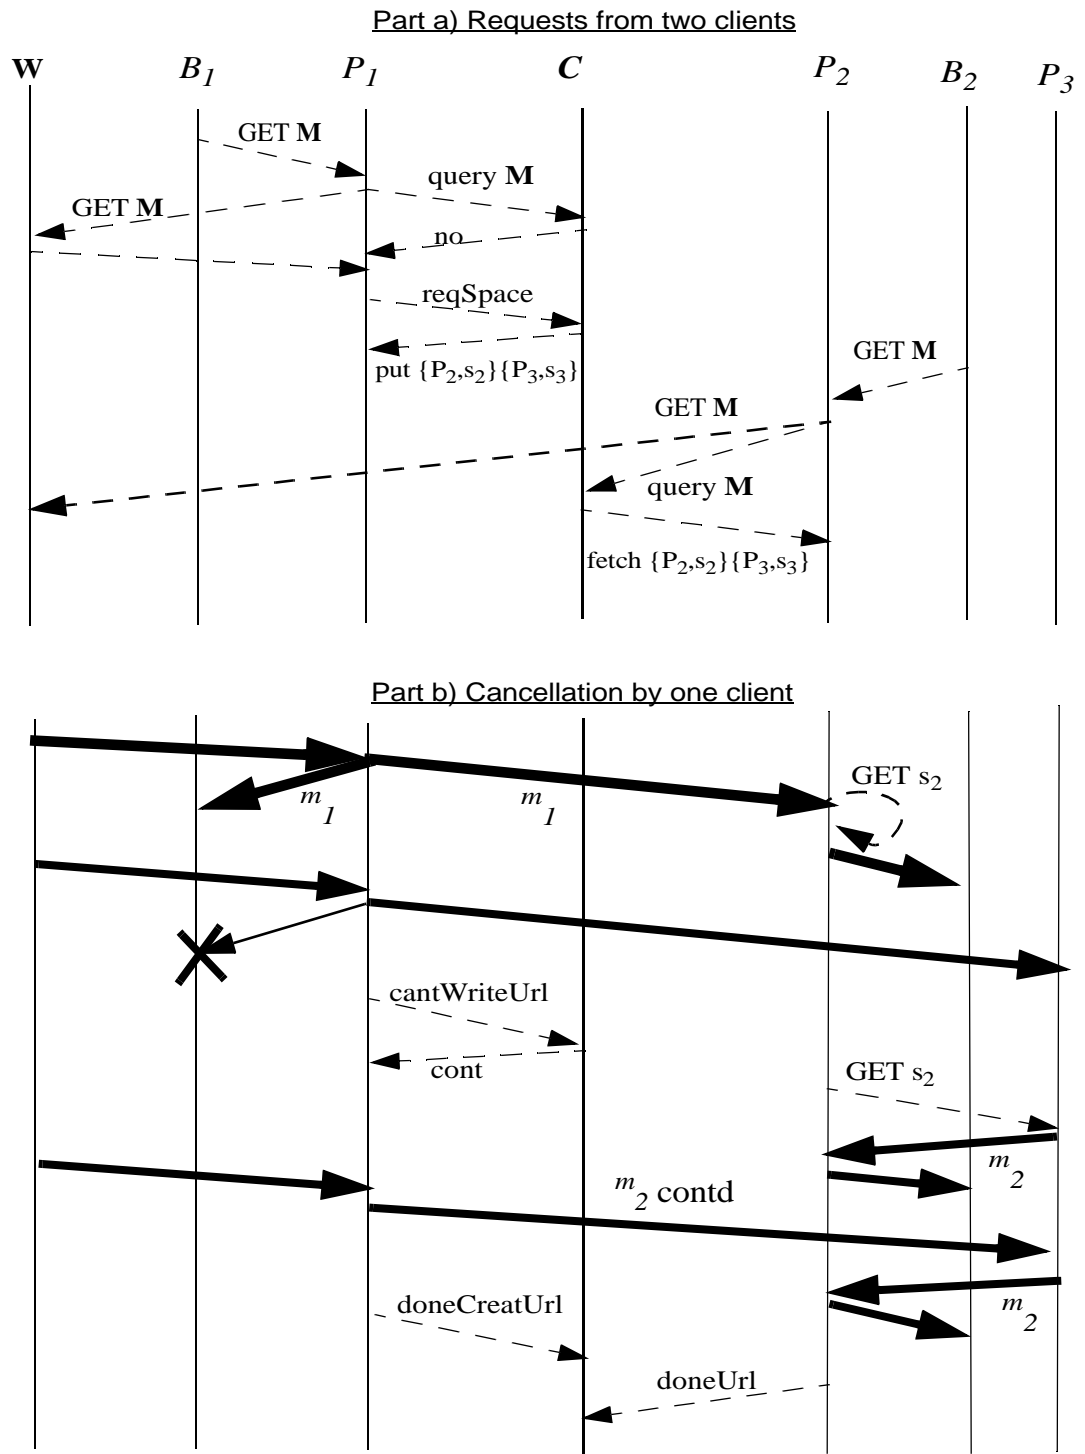 Part a) Requests from two clients
W B1 P1 C P2 B2 P3
GET M
query M
GET M
no
reqSpace
GET M
put {P2,s2}{P3,s3}
GET M
query M
fetch {P2,s2}{P3,s3}
Part b) Cancellation by one client
GET s2
m1
m1
cantWriteUrl
cont
GET s2
m2
m2 contd
m2
doneCreatUrl
doneUrl